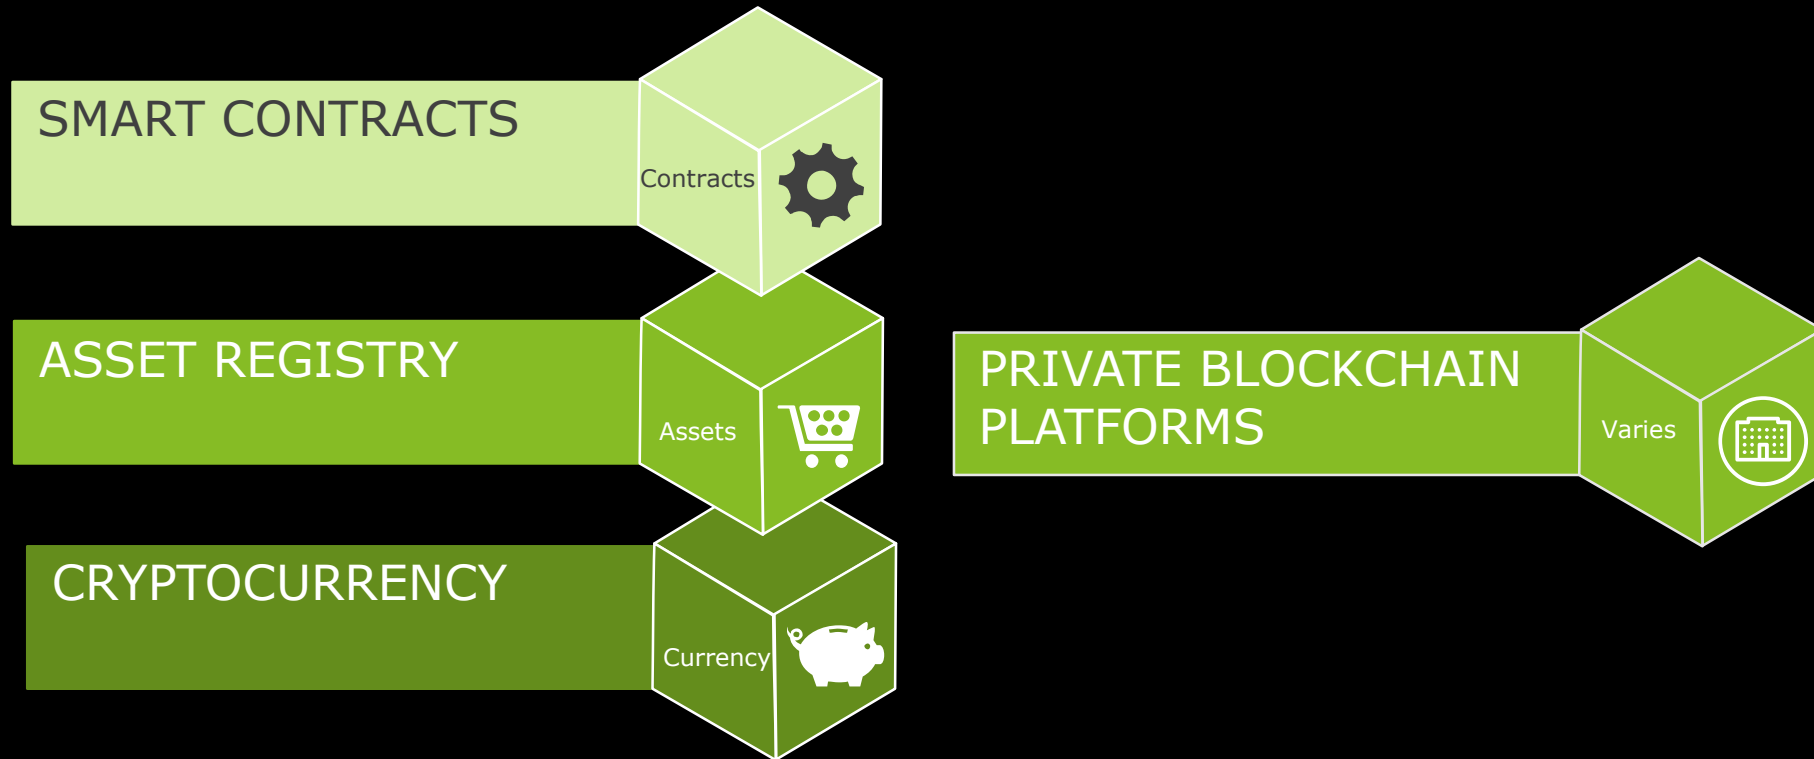 SMART CONTRACTS
Contracts
ASSET REGISTRY
Assets
CRYPTOCURRENCY
Currency
PRIVATE BLOCKCHAIN
PLATFORMS
Varies